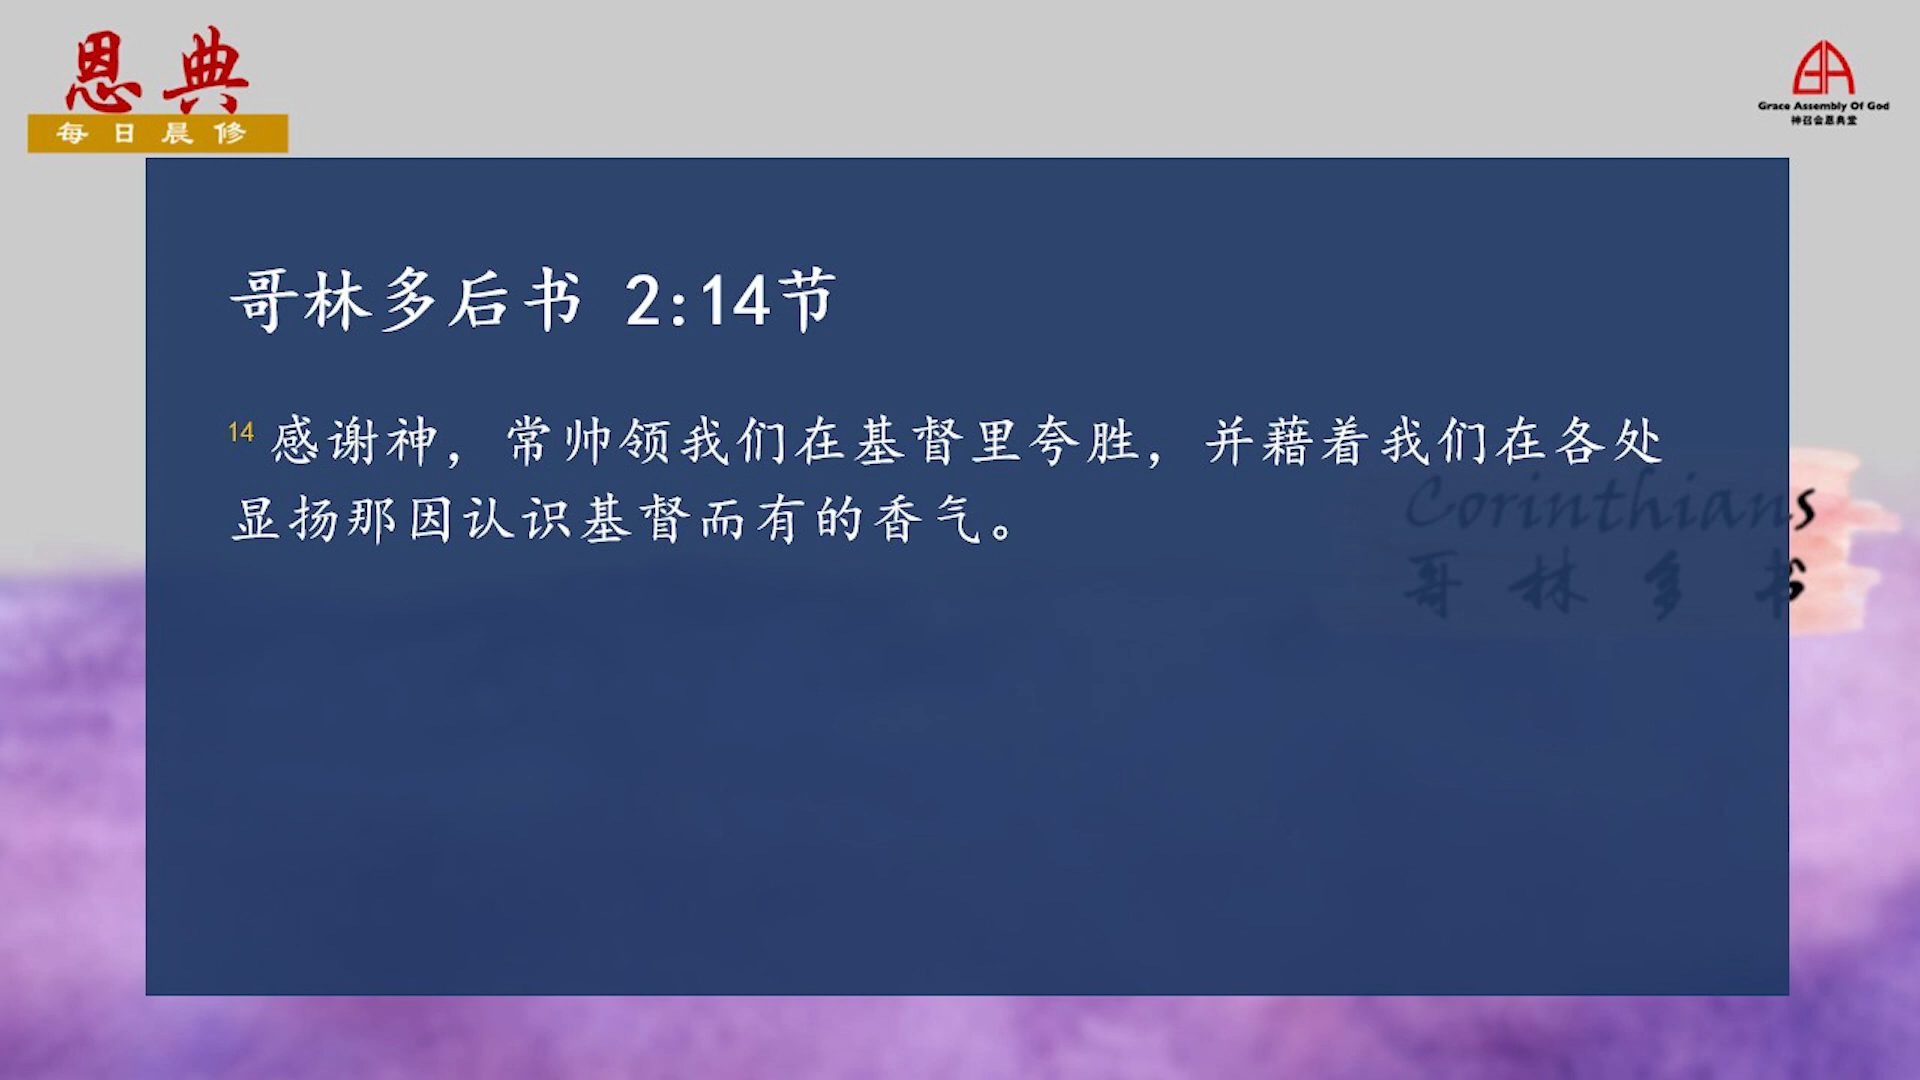 恩典
每日晨修
Grace Assembly Of God
神召会恩典堂
哥林多后书 2:14节
14 感谢神，常帅领我们在基督里夸胜，并藉着我们在各处
显扬那因认识基督而有的香气。
Corinthians
哥林多书